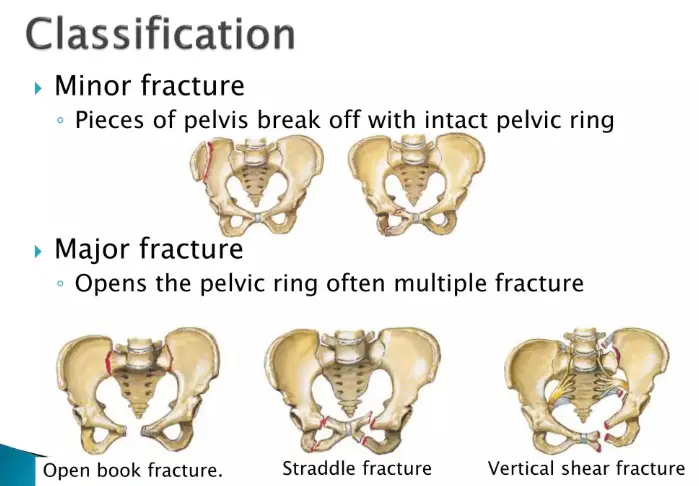 Classification
Minor fracture
Pieces of pelvis break off with intact pelvic ring
Major fracture
Opens the pelvic ring often multiple fracture
Open book fracture.
Straddle fracture
Vertical shear fracture